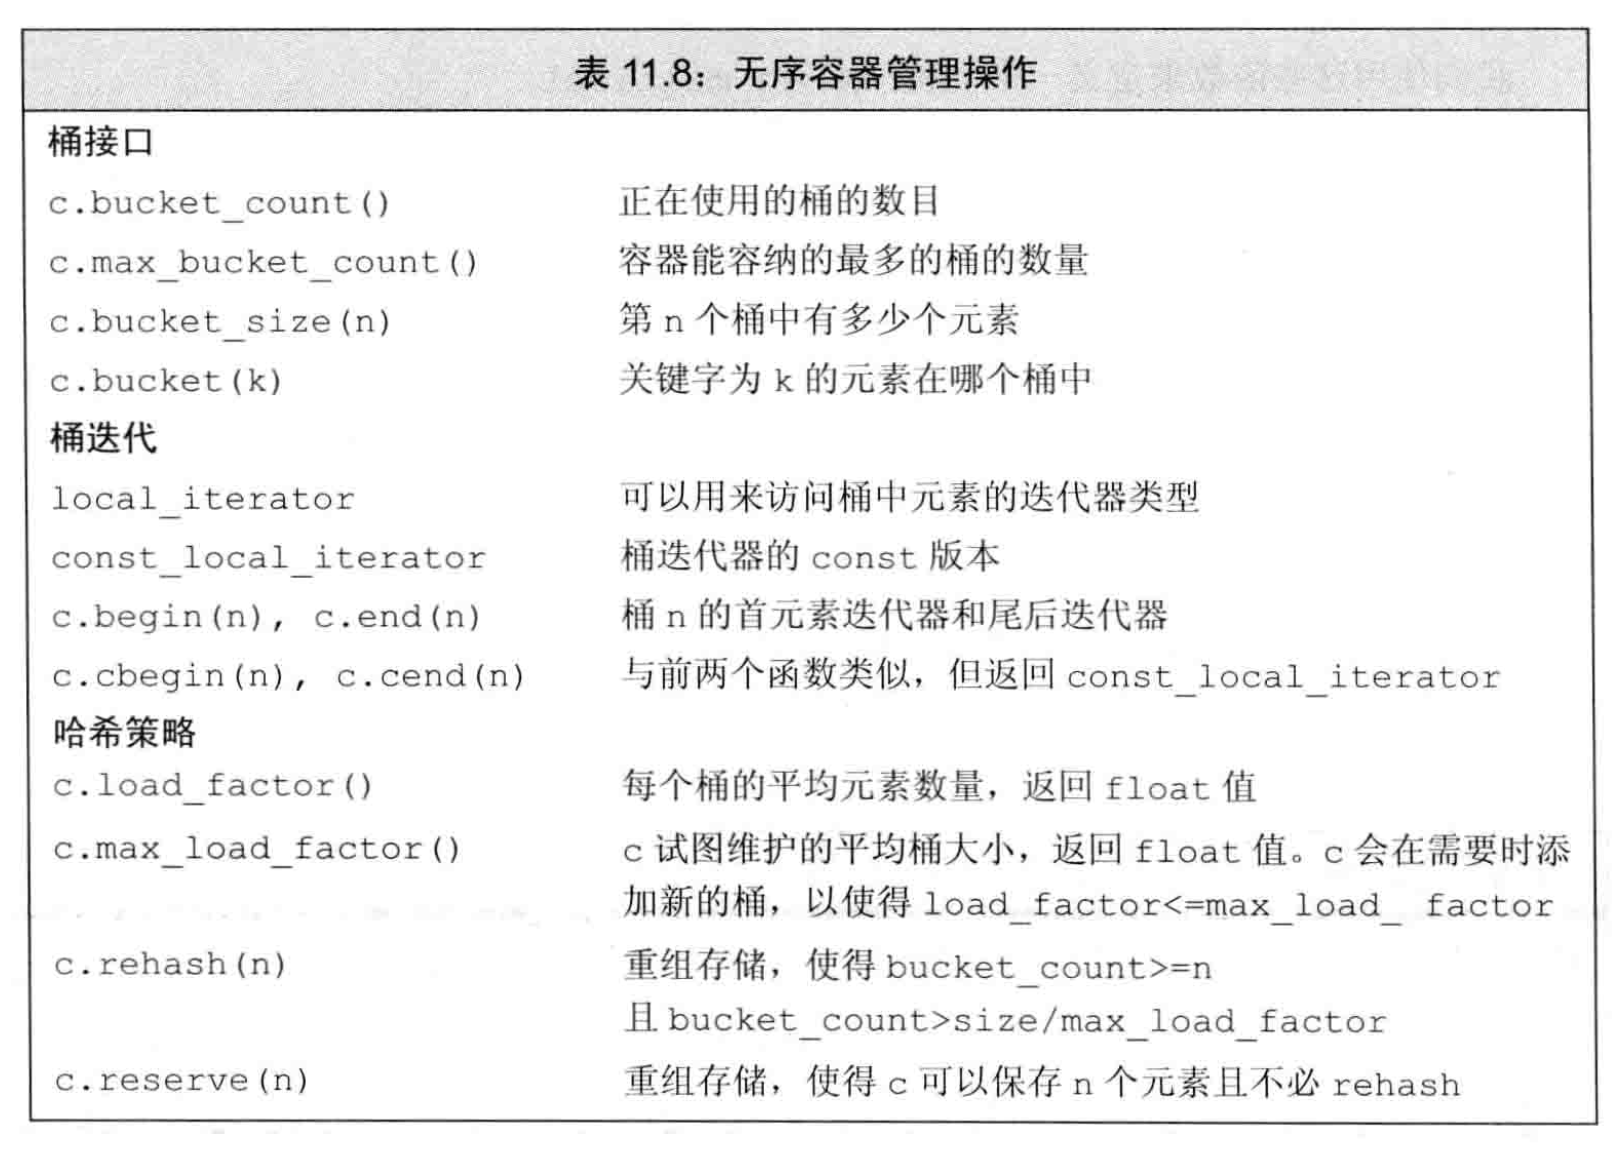 表 11.8：无序容器管理操作
桶接口
c.bucket_count() 正在使用的桶的数目
c.max_bucket_count() 容器能容纳的最多的桶的数量
c.bucket_size(n) 第 n 个桶中有多少个元素
c.bucket(k) 关键字为 k 的元素在哪个桶中
桶迭代
local_iterator 可以用来访问桶中元素的迭代器类型
const_local_iterator 桶迭代器的 const 版本
c.begin(n), c.end(n) 桶 n 的首元素迭代器和尾后迭代器
c.cbegin(n), c.cend(n) 与前两个函数类似，但返回 const_local_iterator
哈希策略
c.load_factor() 每个桶的平均元素数量，返回 float 值
c.max_load_factor() c 试图维护的平均桶大小，返回 float 值。c 会在需要时添
加新的桶，以使得 load_factor<=max_load_ factor
c.rehash(n) 重组存储，使得 bucket_count>=n
且 bucket_count>size/max_load_factor
c.reserve(n) 重组存储，使得 c 可以保存 n 个元素且不必 rehash